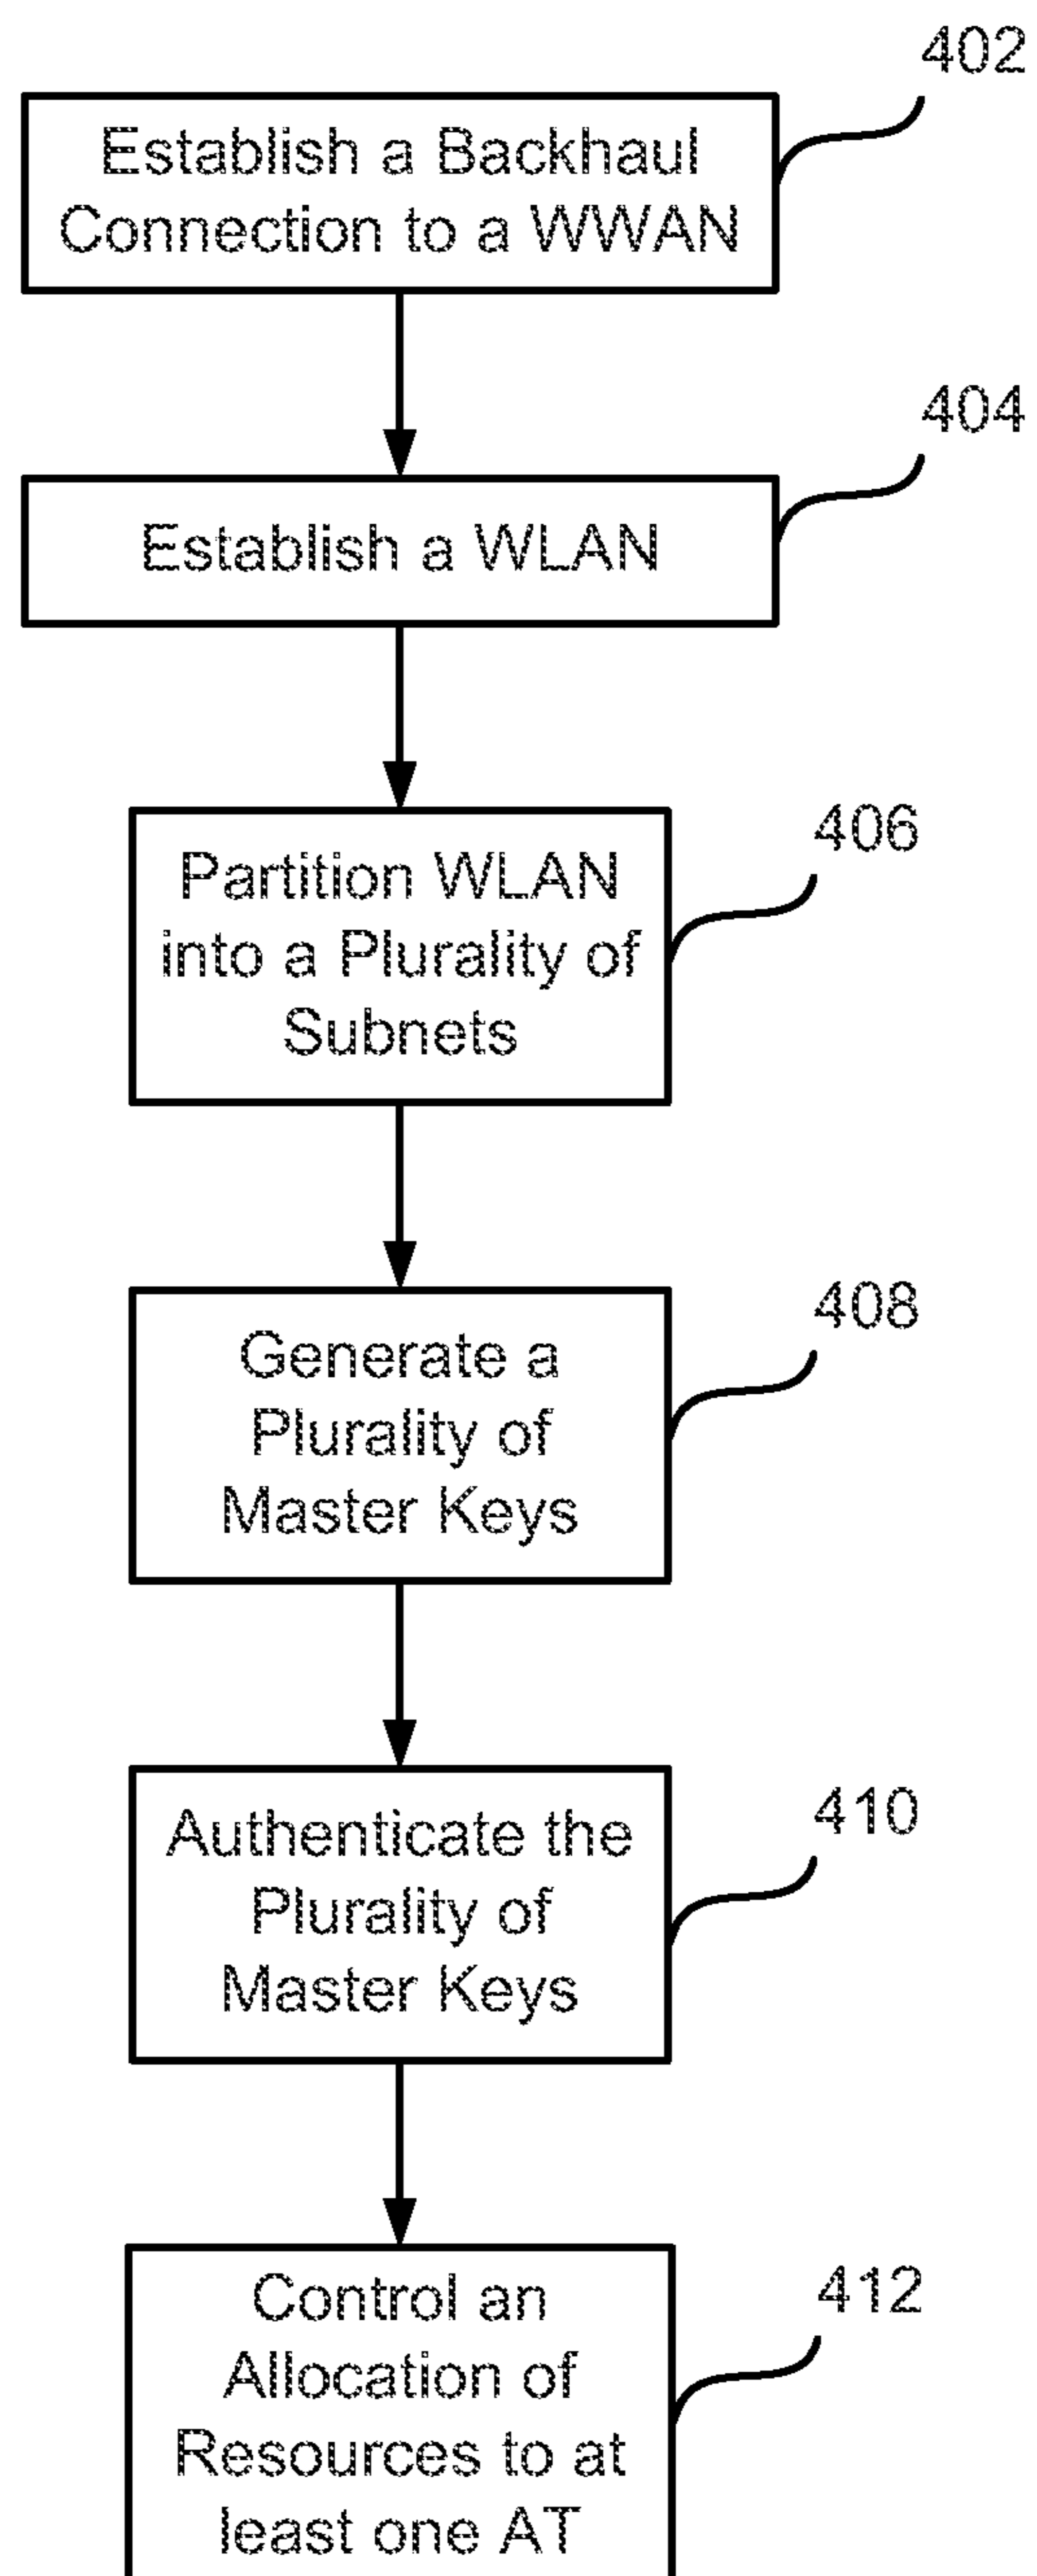 402
Establish a Backhaul
Connection to a WWAN
404
Establish a WLAN
406
Partition WLAN
into a Plurality of
Subnets
408
Generate a
Plurality of
Master Keys
410
Authenticate the
Plurality of
Master Keys
412
Control an
Allocation of
Resources to at
least one AT